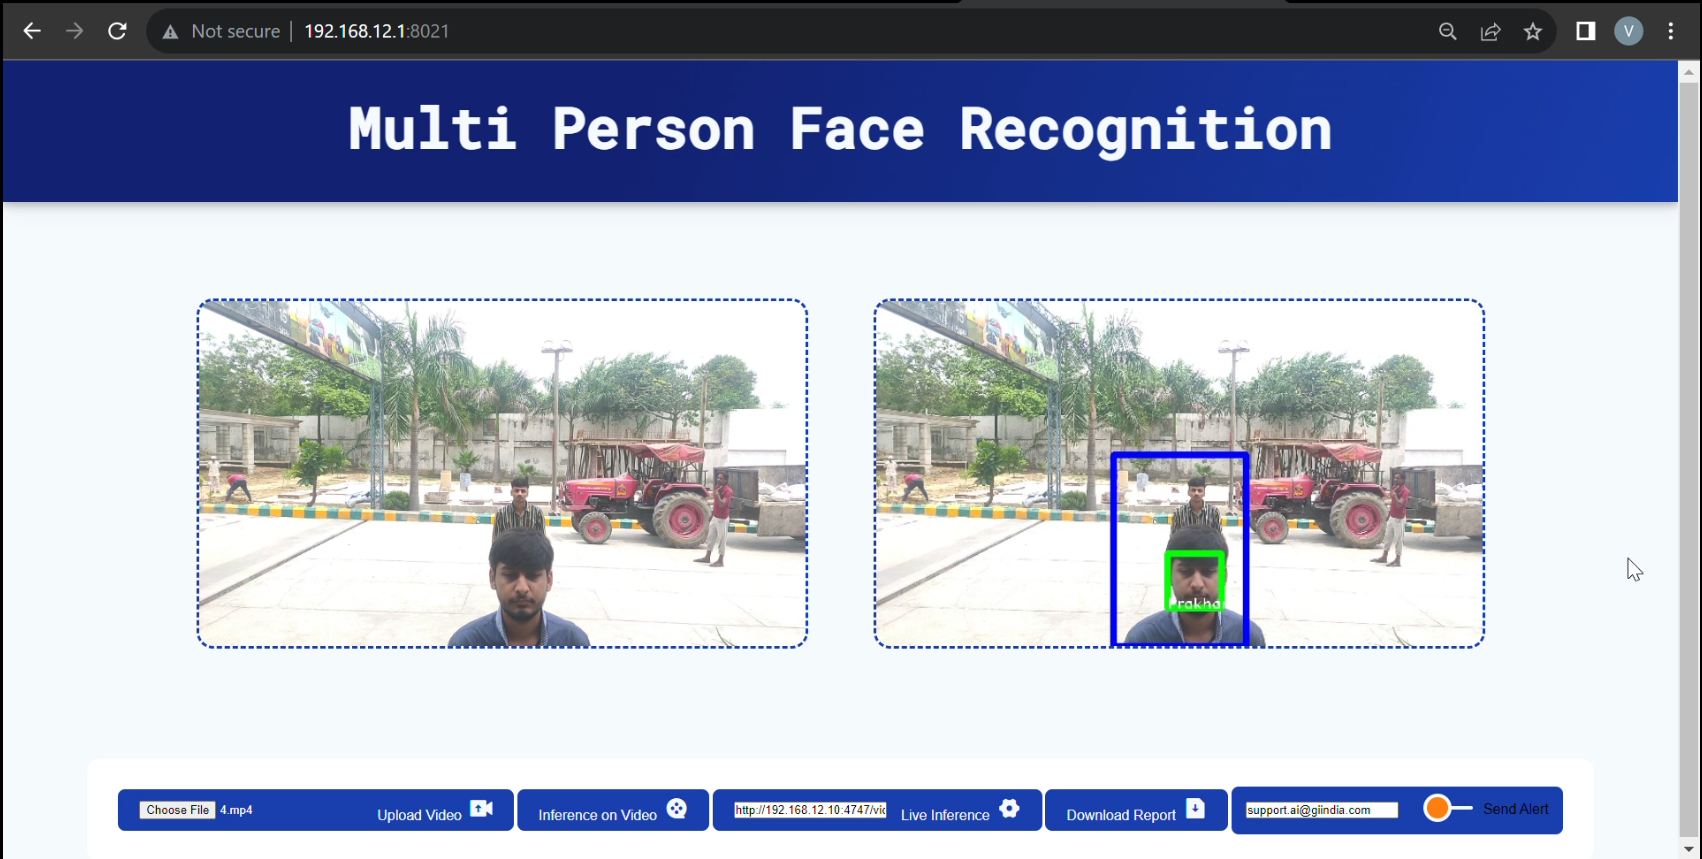 Not secure | 192.168.12.1:8021
V
Multi Person Face Recognition
Prakha
Choose File 4.mp4 Upload Video Inference on Video http://192.168.12.10:4747/vic Live Inference Download Report support.ai@giindia.com Send Alert